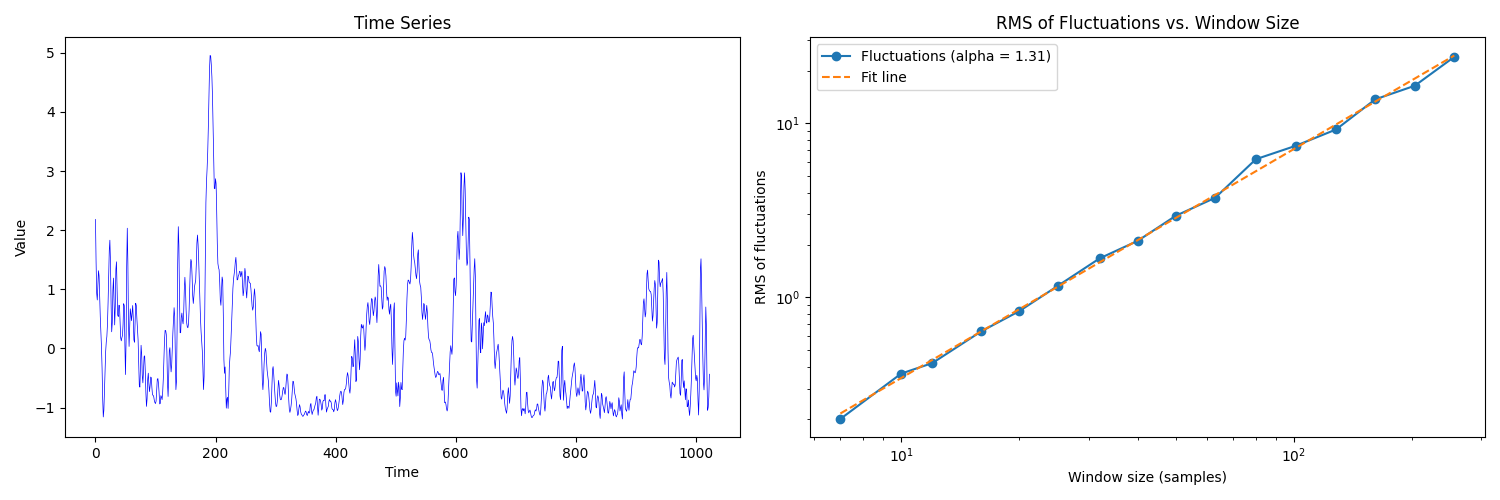 Time Series
5
4
3
2
1
0
−1
Value
0
200
400
600
800
1000
Time
RMS of Fluctuations vs. Window Size
Fluctuations (alpha = 1.31)
Fit line
10¹
10⁰
RMS of fluctuations
10¹
10²
Window size (samples)